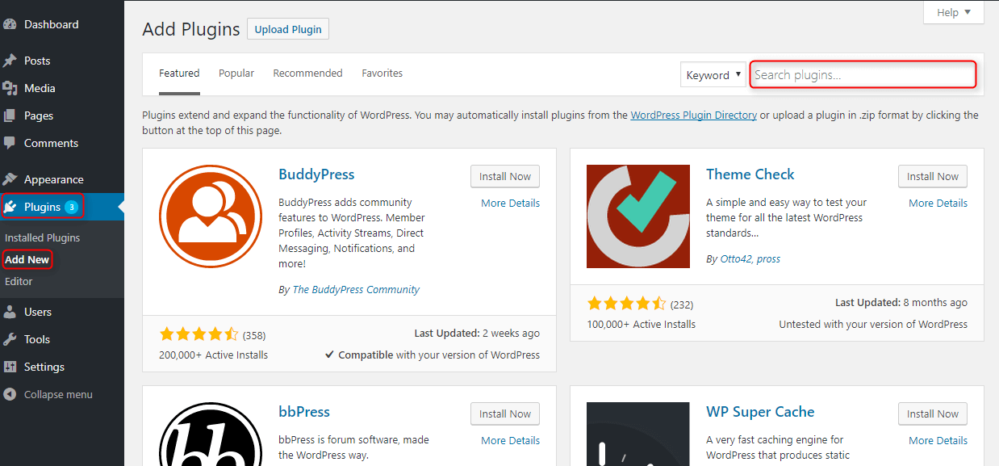 Dashboard
Posts
Media
Pages
Comments
Appearance
Plugins 3
Installed Plugins
Add New
Editor
Users
Tools
Settings
Collapse menu
Help
Add Plugins Upload Plugin
Featured Popular Recommended Favorites Keyword Search plugins...
Plugins extend and expand the functionality of WordPress. You may automatically install plugins from the WordPress Plugin Directory or upload a plugin in .zip format by clicking the
button at the top of this page.
BuddyPress
Install Now
More Details
BuddyPress adds community
features to WordPress. Member
Profiles, Activity Streams, Direct
Messaging, Notifications, and
more!
By The BuddyPress Community
(358)
Last Updated: 2 weeks ago
200,000+ Active Installs
Compatible with your version of WordPress
Theme Check
Install Now
More Details
A simple and easy way to test your
theme for all the latest WordPress
standards...
By Otto42, pross
(232)
Last Updated: 8 months ago
100,000+ Active Installs
Untested with your version of WordPress
bb
bbPress
Install Now
More Details
bbPress is forum software, made
the WordPress way.
WP Super Cache
Install Now
More Details
A very fast caching engine for
WordPress that produces static